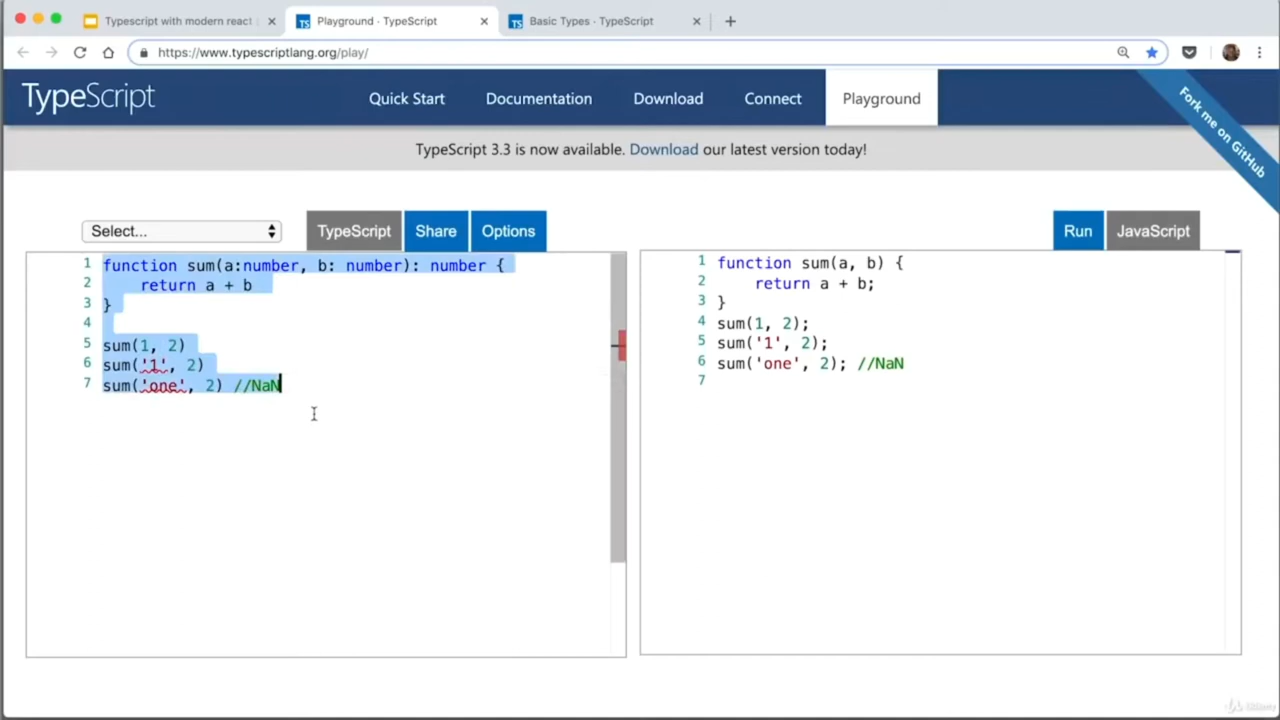 Typescript with modern react
Playground · TypeScript
Basic Types · TypeScript
https://www.typescriptlang.org/play/
TypeScript
Quick Start
Documentation
Download
Connect
Playground
Fork me on GitHub
TypeScript 3.3 is now available. Download our latest version today!
Select...
TypeScript
Share
Options
Run
JavaScript
1 function sum(a:number, b: number): number {
2 return a + b
3 }
4
5 sum(1, 2)
6 sum('1', 2)
7 sum('one', 2) //NaN
1 function sum(a, b) {
2 return a + b;
3 }
4 sum(1, 2);
5 sum('1', 2);
6 sum('one', 2); //NaN
7
Udemy